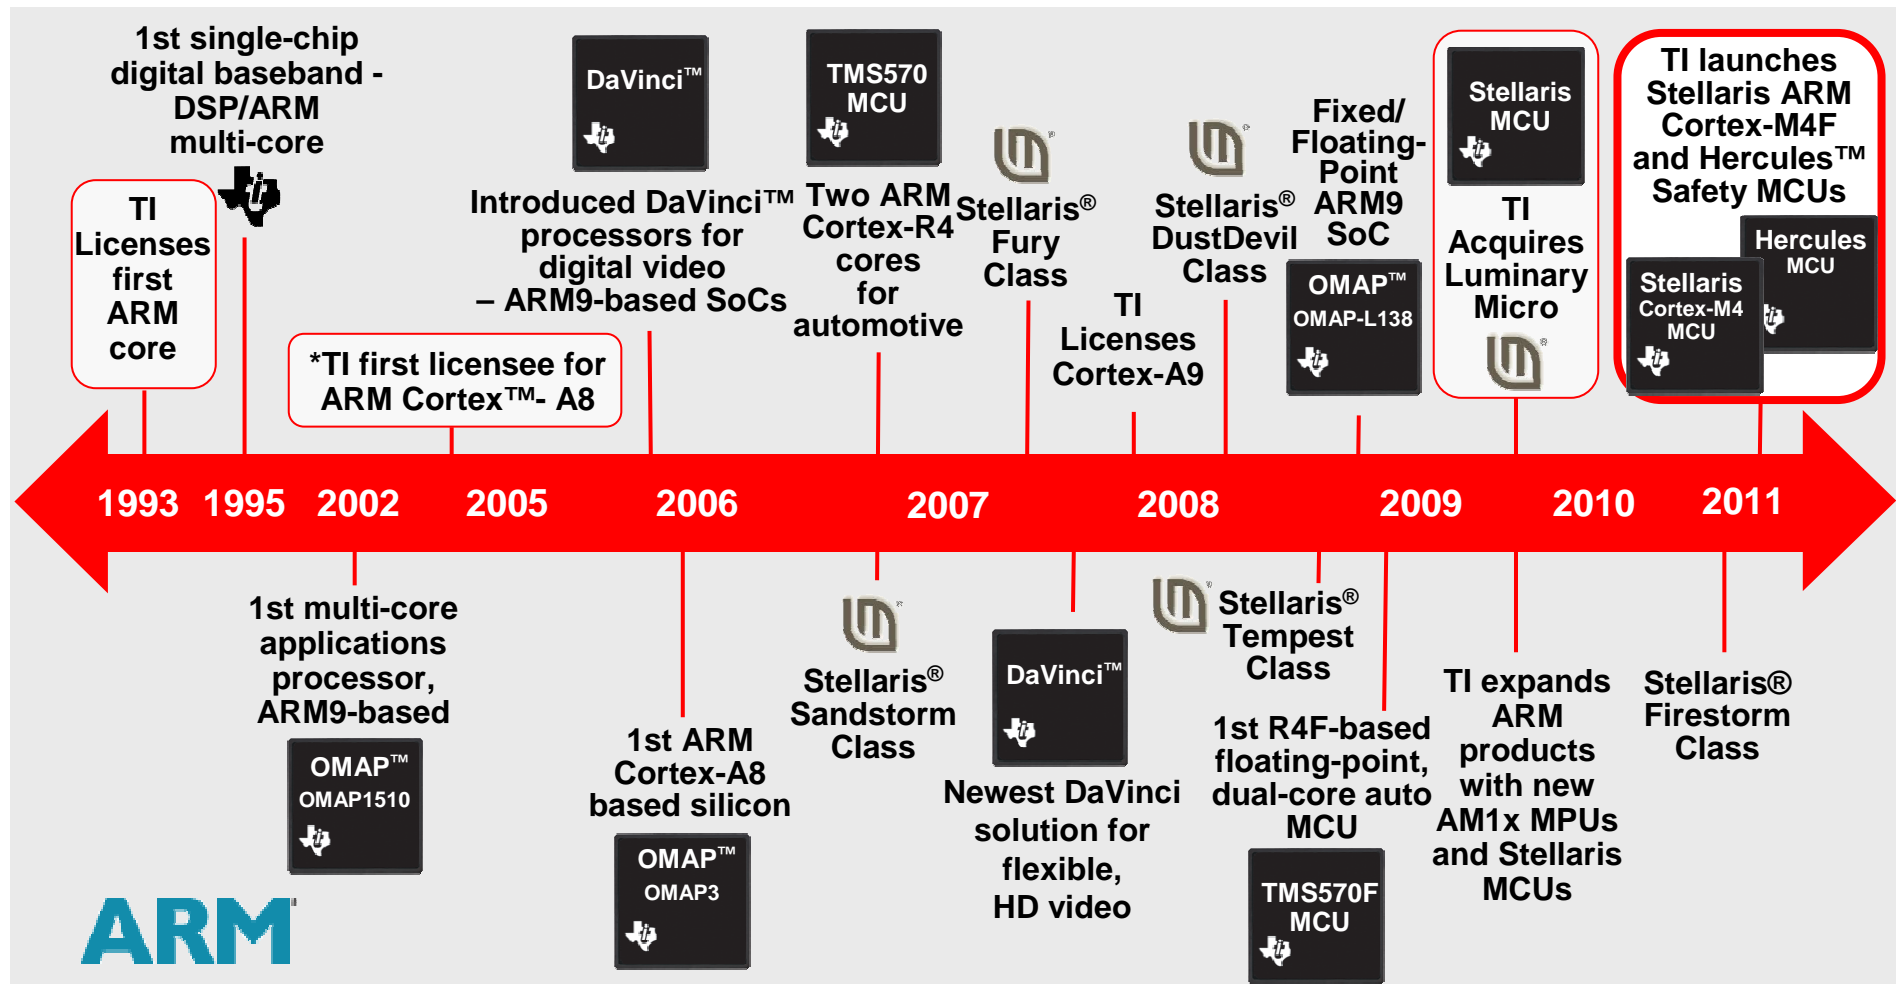 1st single-chip
digital baseband -
DSP/ARM
multi-core
TI
Licenses
first
ARM
core
*TI first licensee for
ARM Cortex™- A8
DaVinci™
Introduced DaVinci™
processors for
digital video
– ARM9-based SoCs
TMS570
MCU
Two ARM
Cortex-R4
cores
for
automotive
Stellaris®
Fury
Class
TI
Licenses
Cortex-A9
Stellaris®
DustDevil
Class
Fixed/
Floating-
Point
ARM9
SoC
OMAP™
OMAP-L138
Stellaris
MCU
TI
Acquires
Luminary
Micro
TI launches
Stellaris ARM
Cortex-M4F
and Hercules™
Safety MCUs
Hercules
MCU
Stellaris
Cortex-M4
MCU
1993 1995 2002 2005 2006 2007 2008 2009 2010 2011
1st multi-core
applications
processor,
ARM9-based
OMAP™
OMAP1510
1st ARM
Cortex-A8
based silicon
OMAP™
OMAP3
Stellaris®
Sandstorm
Class
DaVinci™
Newest DaVinci
solution for
flexible,
HD video
Stellaris®
Tempest
Class
1st R4F-based
floating-point,
dual-core auto
MCU
TMS570F
MCU
TI expands
ARM
products
with new
AM1x MPUs
and Stellaris
MCUs
Stellaris®
Firestorm
Class
ARM